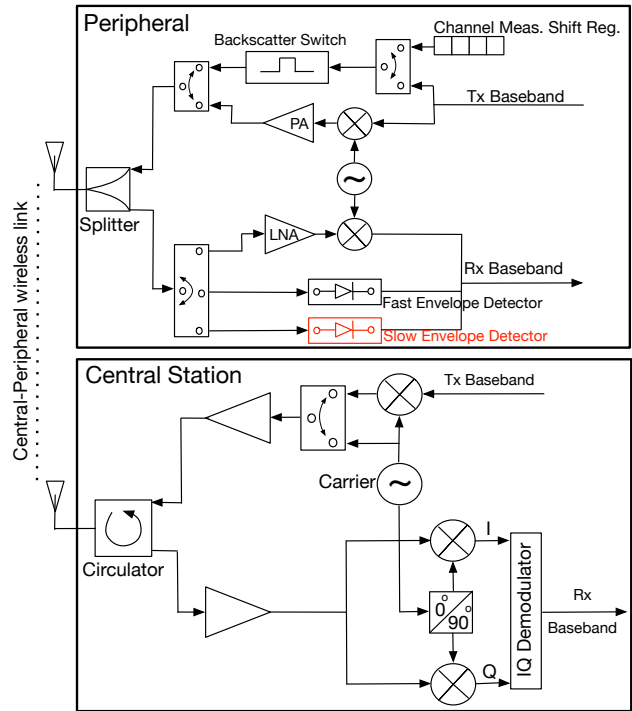 Peripheral
Channel Meas. Shift Reg.
Backscatter Switch
Tx Baseband
PA
~
Splitter
LNA
Rx Baseband
Fast Envelope Detector
Slow Envelope Detector
Central-Peripheral wireless link
Central Station
Tx Baseband
Carrier
~
Circulator
I
0°
90°
IQ Demodulator
Rx
Baseband
Q